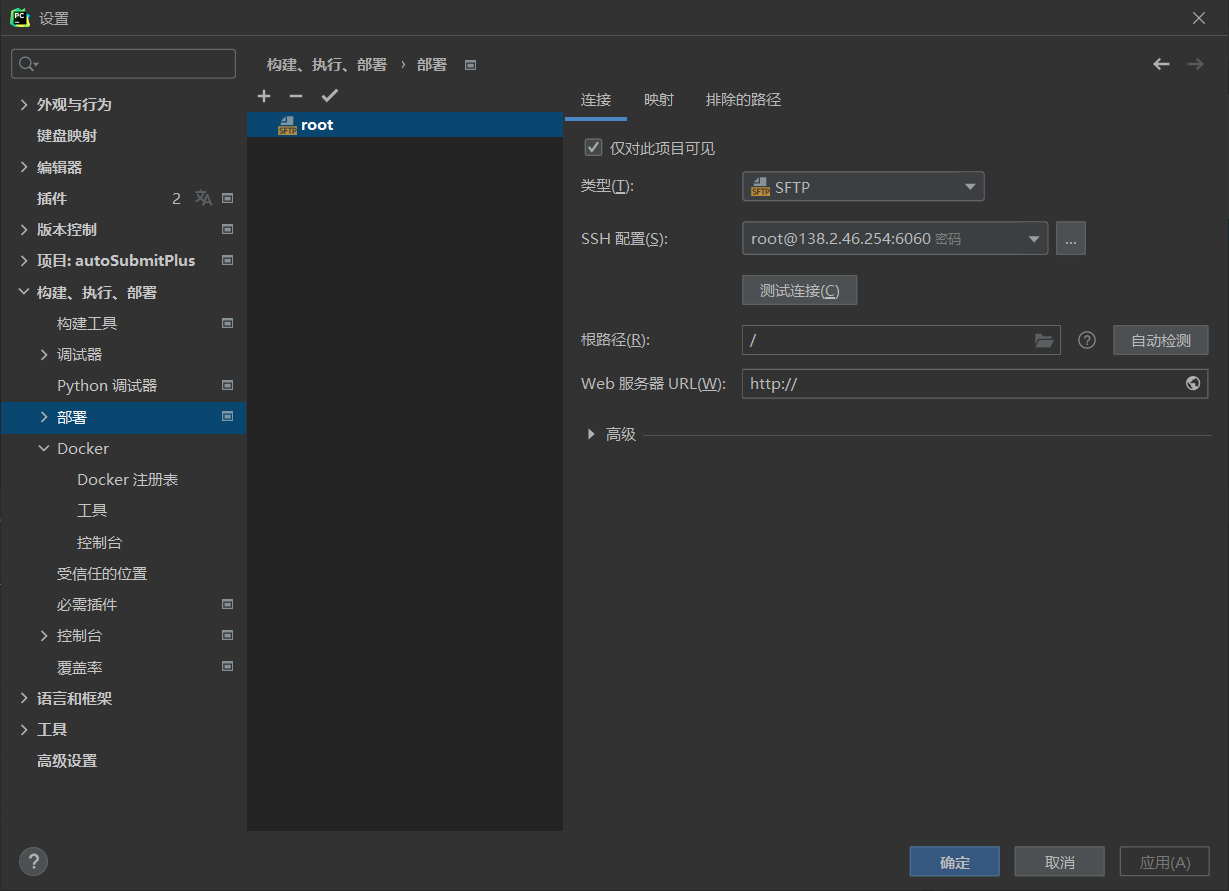 设置
构建、执行、部署 › 部署
外观与行为
键盘映射
编辑器
插件 2
版本控制
项目: autoSubmitPlus
构建、执行、部署
构建工具
调试器
Python 调试器
部署
Docker
Docker 注册表
工具
控制台
受信任的位置
必需插件
控制台
覆盖率
语言和框架
工具
高级设置
root
连接 映射 排除的路径
仅对此项目可见
类型(T): SFTP
SSH 配置(S): root@138.2.46.254:6060 密码 ...
测试连接(C)
根路径(R): / 自动检测
Web 服务器 URL(W): http://
高级
? 确定 取消 应用(A)